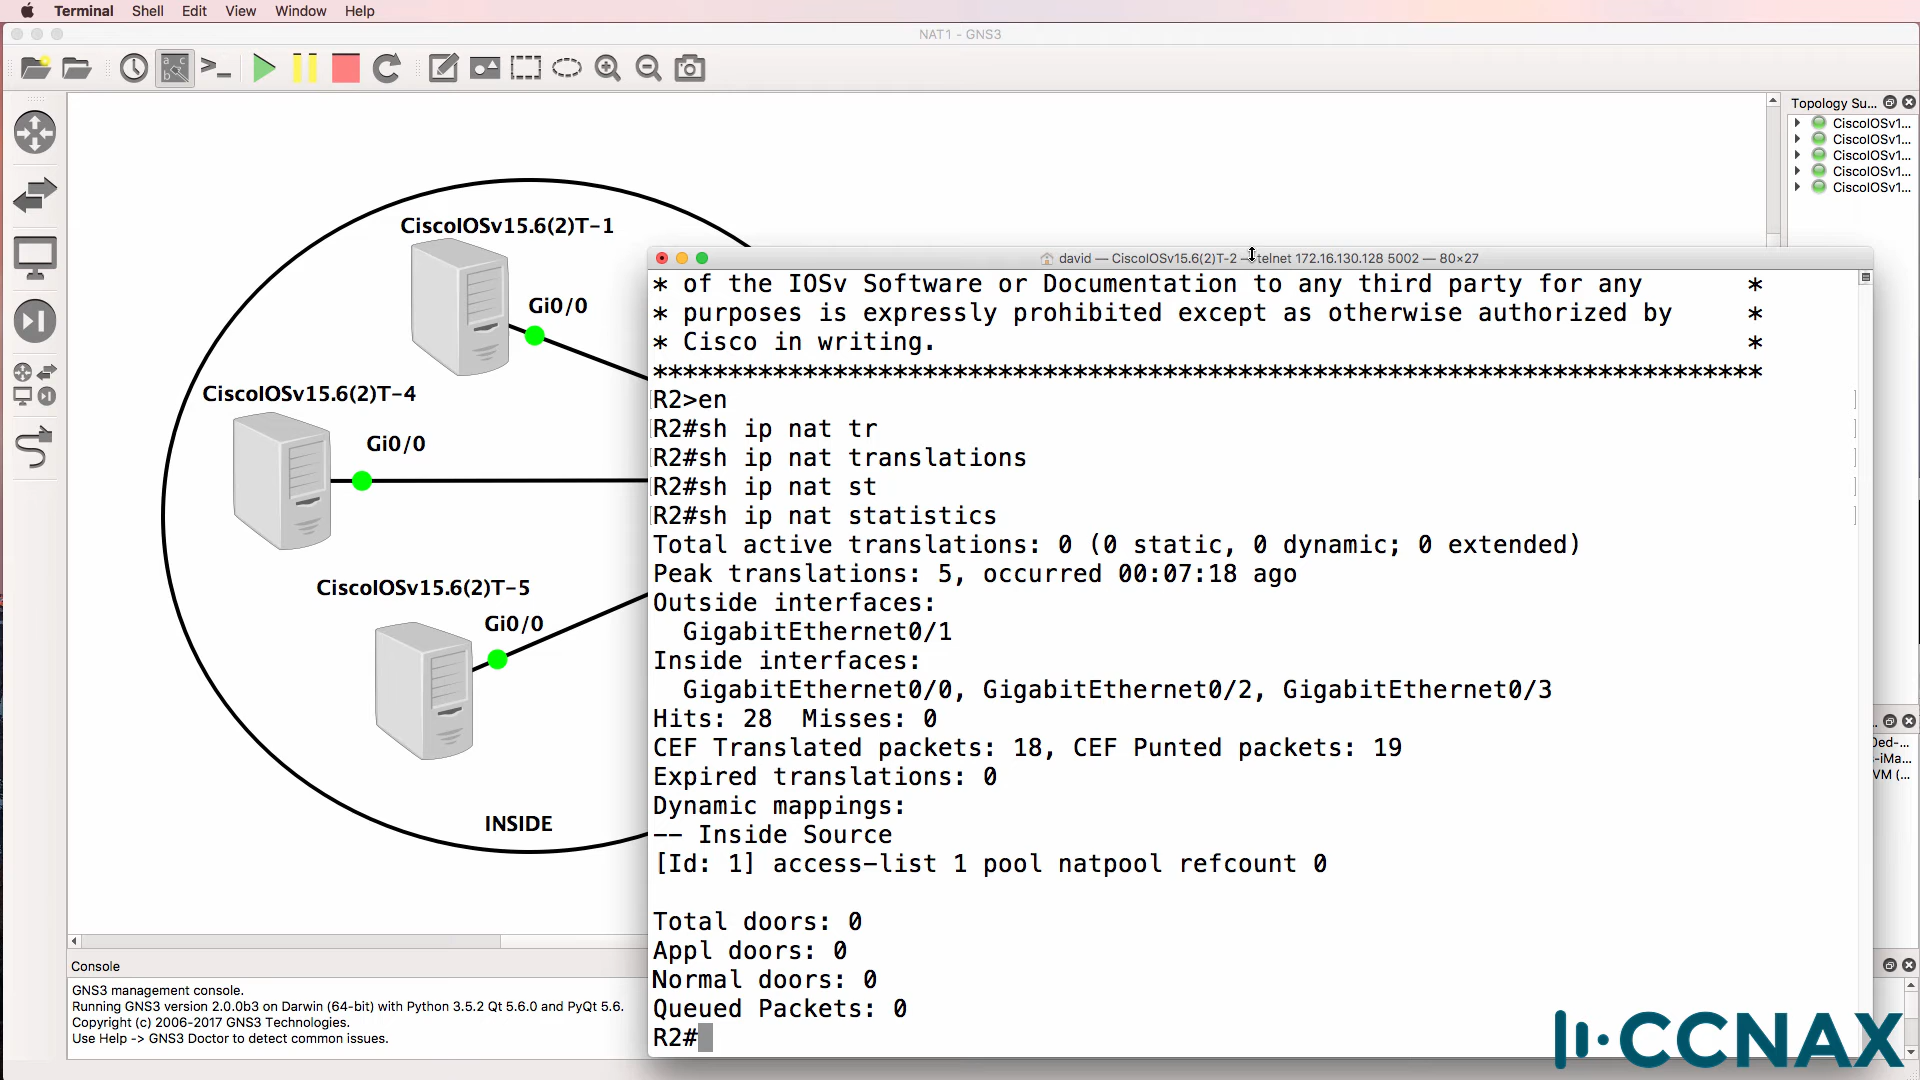 Terminal Shell Edit View Window Help
NAT1 - GNS3
Topology Su...
CiscoIOSv1...
CiscoIOSv1...
CiscoIOSv1...
CiscoIOSv1...
CiscoIOSv1...
CiscoIOSv15.6(2)T-1
Gi0/0
CiscoIOSv15.6(2)T-4
Gi0/0
CiscoIOSv15.6(2)T-5
Gi0/0
INSIDE
david — CiscoIOSv15.6(2)T-2 — telnet 172.16.130.128 5002 — 80×27
* of the IOSv Software or Documentation to any third party for any *
* purposes is expressly prohibited except as otherwise authorized by *
* Cisco in writing. *
**************************************************************************
R2>en
R2#sh ip nat tr
R2#sh ip nat translations
R2#sh ip nat st
R2#sh ip nat statistics
Total active translations: 0 (0 static, 0 dynamic; 0 extended)
Peak translations: 5, occurred 00:07:18 ago
Outside interfaces:
GigabitEthernet0/1
Inside interfaces:
GigabitEthernet0/0, GigabitEthernet0/2, GigabitEthernet0/3
Hits: 28 Misses: 0
CEF Translated packets: 18, CEF Punted packets: 19
Expired translations: 0
Dynamic mappings:
-- Inside Source
[Id: 1] access-list 1 pool natpool refcount 0
Total doors: 0
Appl doors: 0
Normal doors: 0
Queued Packets: 0
R2#
Console
GNS3 management console.
Running GNS3 version 2.0.0b3 on Darwin (64-bit) with Python 3.5.2 Qt 5.6.0 and PyQt 5.6.
Copyright (c) 2006-2017 GNS3 Technologies.
Use Help -> GNS3 Doctor to detect common issues.
CCNAX